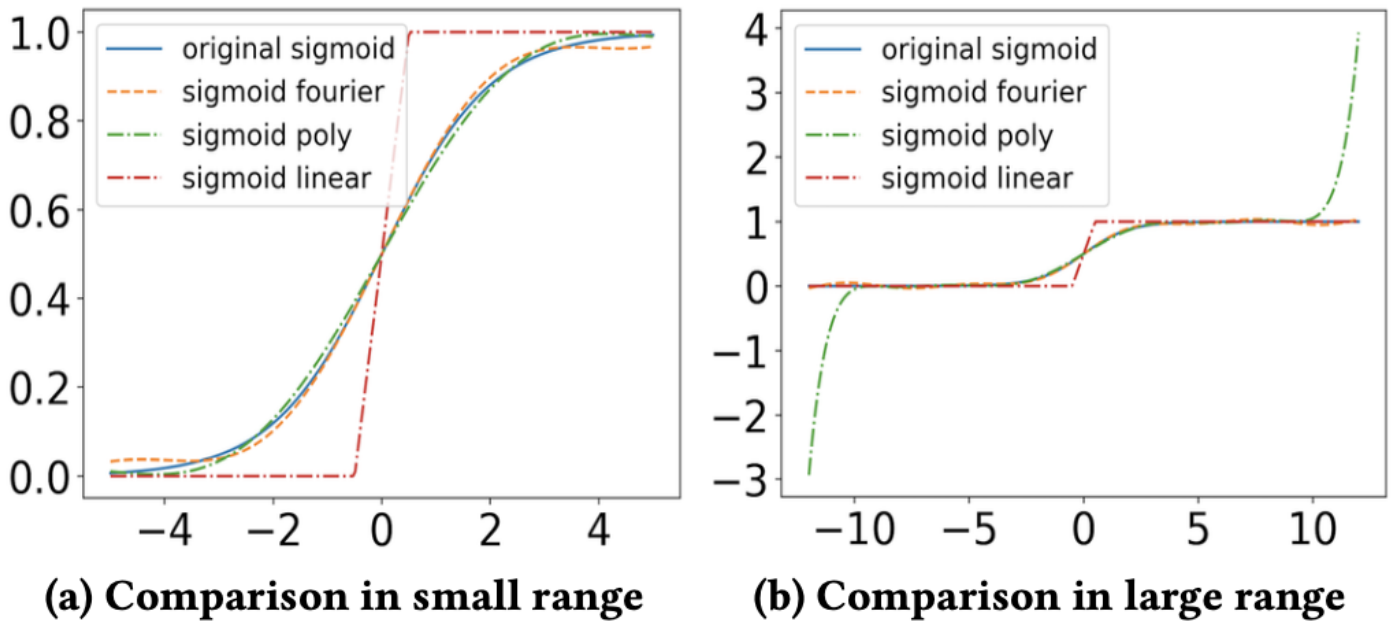 1.0
0.8
0.6
0.4
0.2
0.0
original sigmoid
sigmoid fourier
sigmoid poly
sigmoid linear
−4 −2 0 2 4
(a) Comparison in small range
4
3
2
1
0
−1
−2
−3
original sigmoid
sigmoid fourier
sigmoid poly
sigmoid linear
−10 −5 0 5 10
(b) Comparison in large range